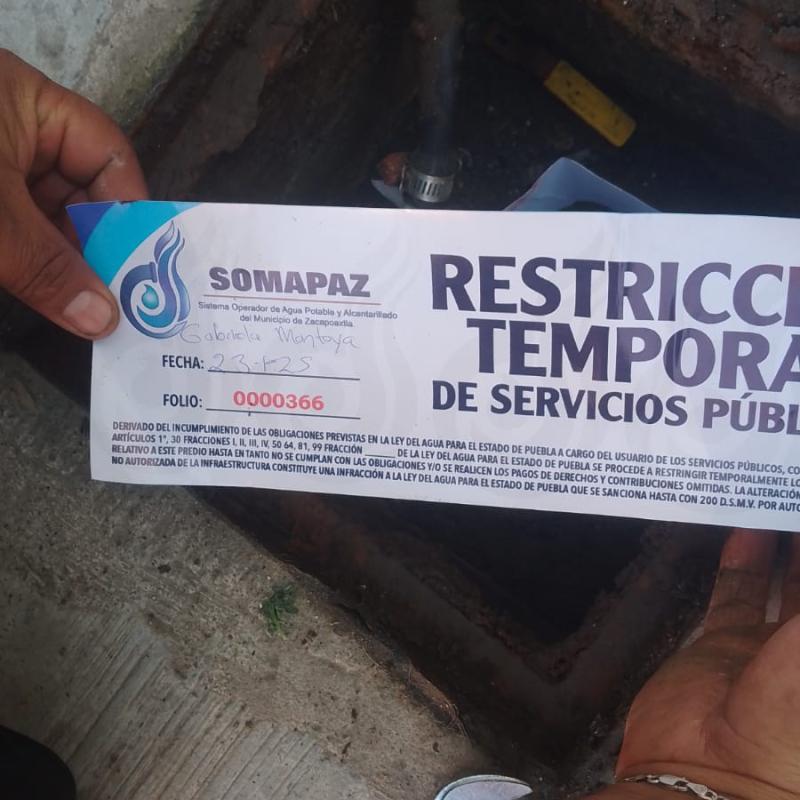 SOMAPAZ
Sistema Operador de Agua Potable y Alcantarillado
del Municipio de Zacapoaxtla.
Gabriela Montoya
FECHA: 23-1-25
FOLIO: 0000366
RESTRICCI
TEMPORA
DE SERVICIOS PÚBL
DERIVADO DEL INCUMPLIMIENTO DE LAS OBLIGACIONES PREVISTAS EN LA LEY DEL AGUA PARA EL ESTADO DE PUEBLA A CARGO DEL USUARIO DE LOS SERVICIOS PÚBLICOS, CO
ARTÍCULOS 1°, 30 FRACCIONES I, II, III, IV, 50 64, 81, 99 FRACCIÓN ______ DE LA LEY DEL AGUA PARA EL ESTADO DE PUEBLA SE PROCEDE A RESTRINGIR TEMPORALMENTE LO
RELATIVO A ESTE PREDIO HASTA EN TANTO NO SE CUMPLAN CON LAS OBLIGACIONES Y/O SE REALICEN LOS PAGOS DE DERECHOS Y CONTRIBUCIONES OMITIDAS. LA ALTERACIÓN
NO AUTORIZADA DE LA INFRAESTRUCTURA CONSTITUYE UNA INFRACCIÓN A LA LEY DEL AGUA PARA EL ESTADO DE PUEBLA QUE SE SANCIONA HASTA CON 200 D.S.M.V. POR AUTO